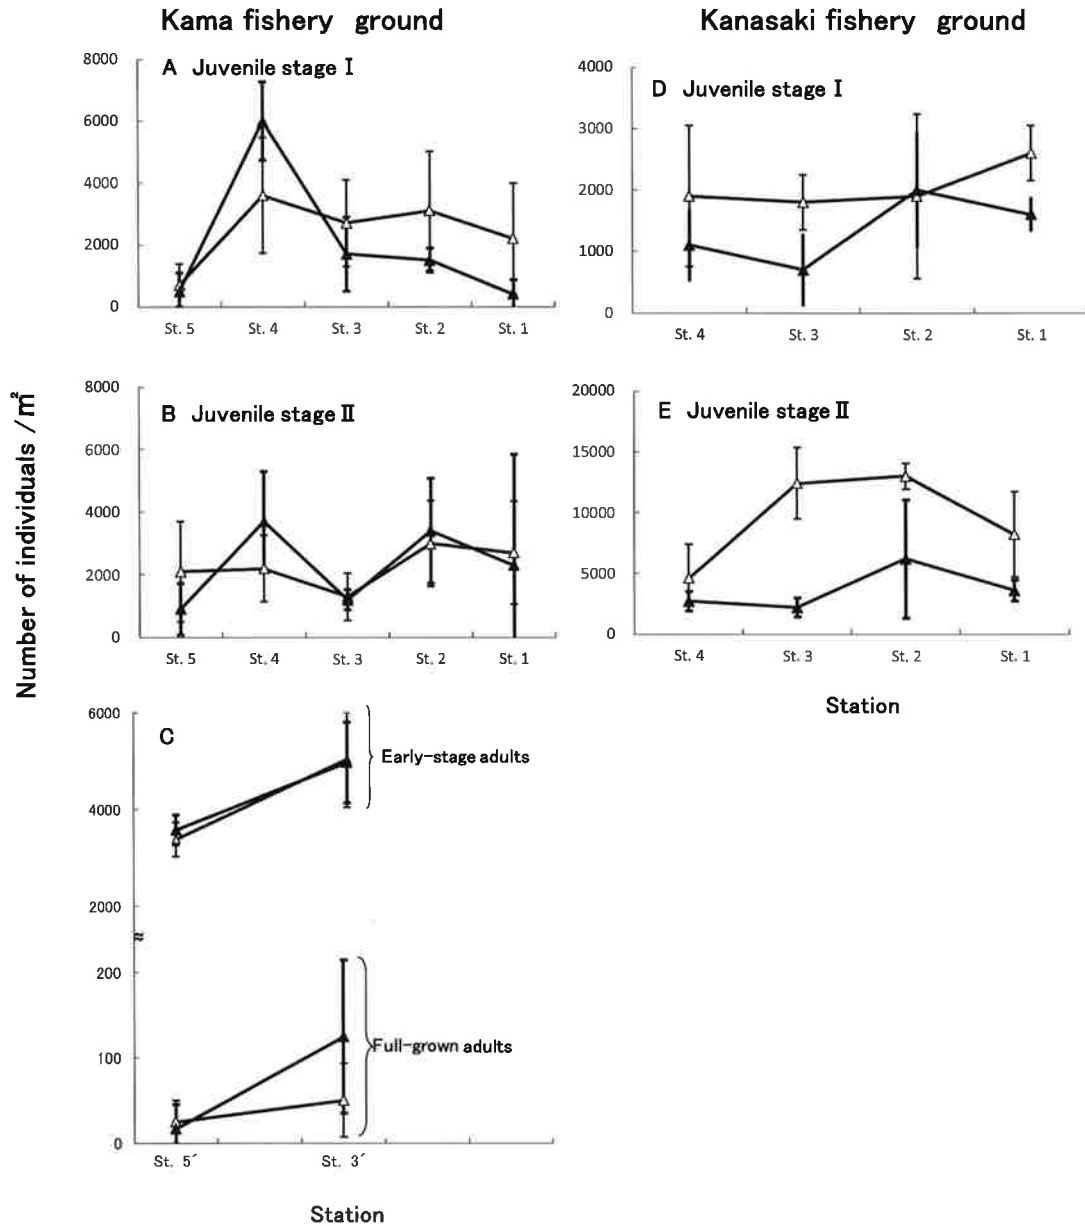 Kama fishery ground
Kanasaki fishery ground
Number of individuals /㎡
A Juvenile stage Ⅰ
8000
6000
4000
2000
0
St. 5
St. 4
St. 3
St. 2
St. 1
D Juvenile stage Ⅰ
4000
3000
2000
1000
0
St. 4
St. 3
St. 2
St. 1
B Juvenile stage Ⅱ
8000
6000
4000
2000
0
St. 5
St. 4
St. 3
St. 2
St. 1
E Juvenile stage Ⅱ
20000
15000
10000
5000
0
St. 4
St. 3
St. 2
St. 1
Station
C
6000
4000
2000
≈
200
100
0
Early-stage adults
Full-grown adults
St. 5´
St. 3´
Station